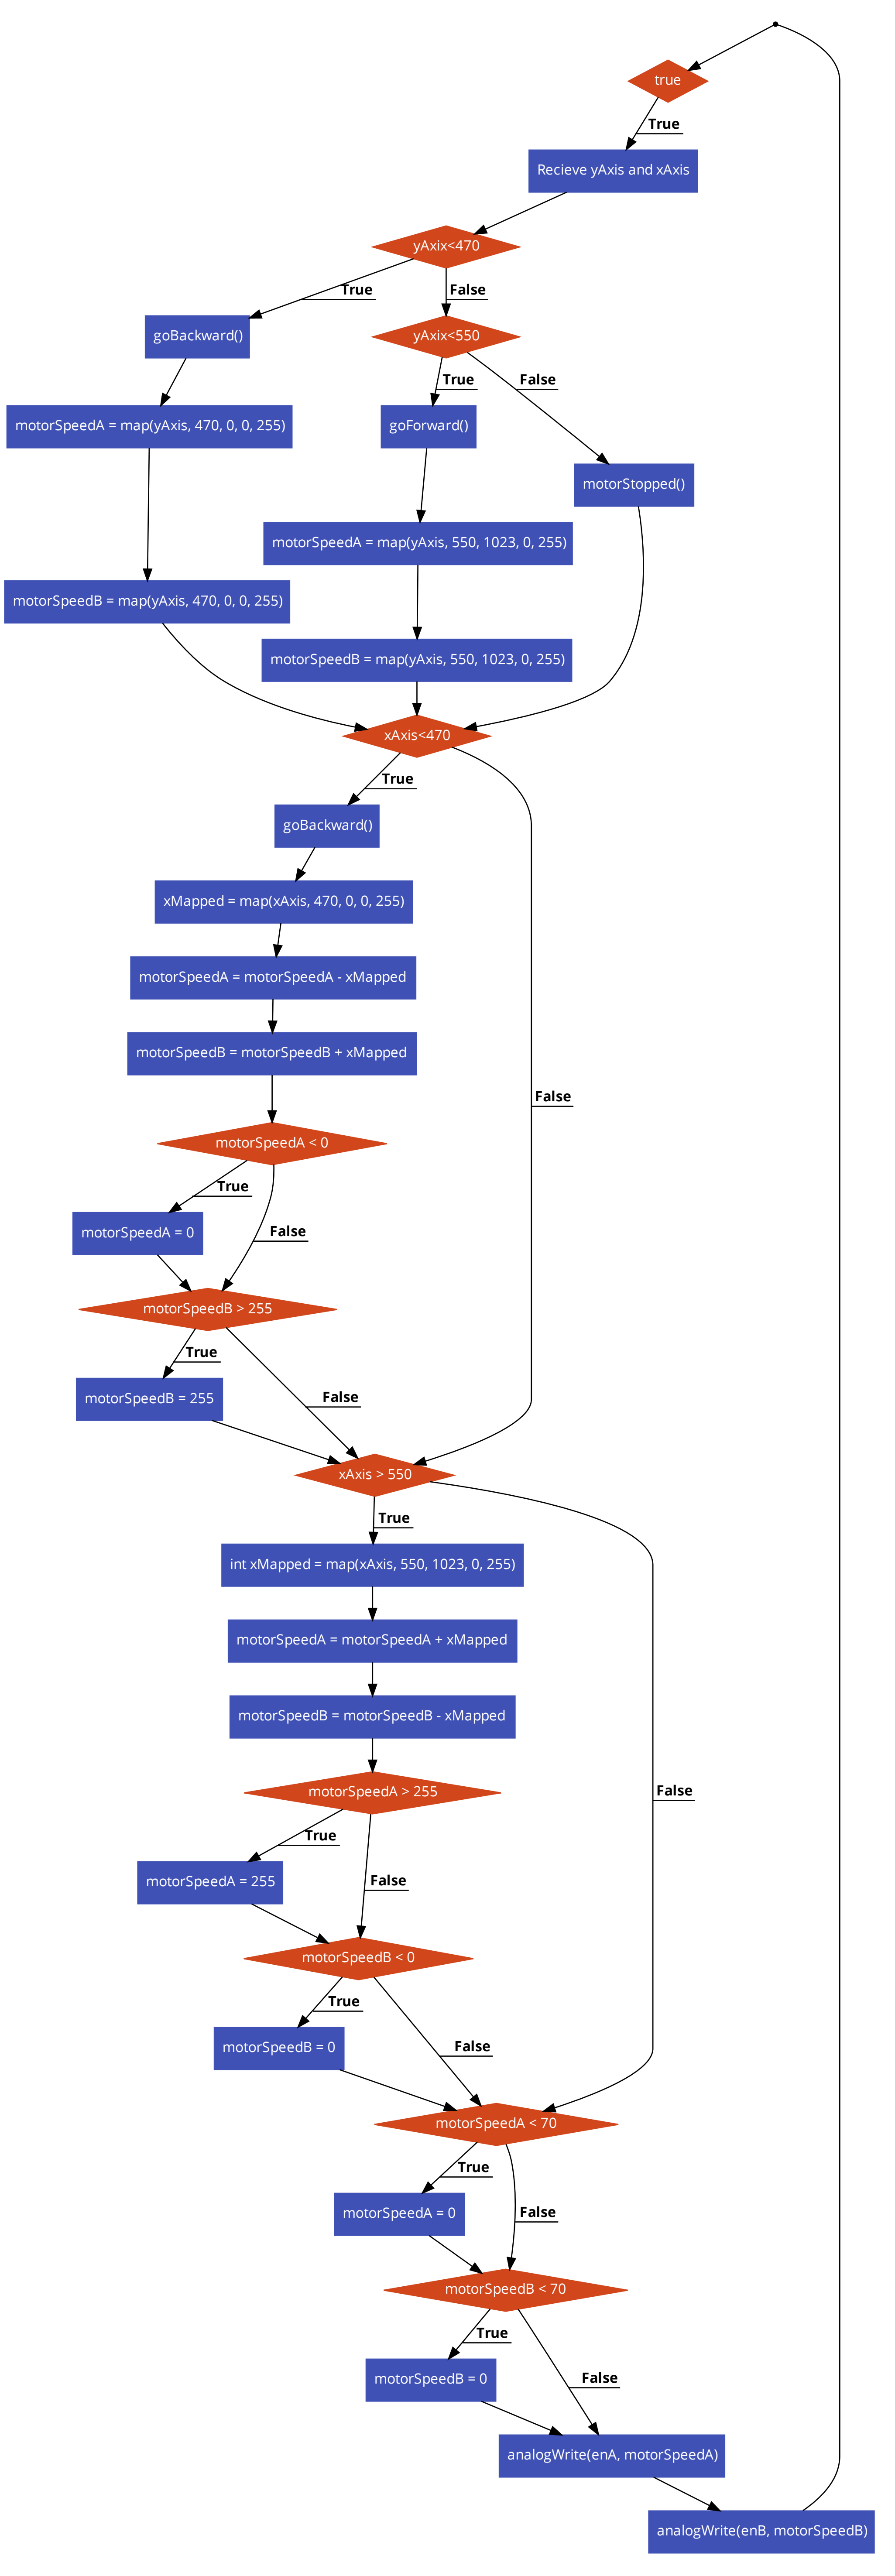 true
True
Recieve yAxis and xAxis
yAxix<470
True
False
goBackward()
yAxix<550
True
False
motorSpeedA = map(yAxis, 470, 0, 0, 255)
goForward()
motorStopped()
motorSpeedA = map(yAxis, 550, 1023, 0, 255)
motorSpeedB = map(yAxis, 470, 0, 0, 255)
motorSpeedB = map(yAxis, 550, 1023, 0, 255)
xAxis<470
True
goBackward()
xMapped = map(xAxis, 470, 0, 0, 255)
motorSpeedA = motorSpeedA - xMapped
motorSpeedB = motorSpeedB + xMapped
False
motorSpeedA < 0
True
motorSpeedA = 0
False
motorSpeedB > 255
True
motorSpeedB = 255
False
xAxis > 550
True
int xMapped = map(xAxis, 550, 1023, 0, 255)
motorSpeedA = motorSpeedA + xMapped
motorSpeedB = motorSpeedB - xMapped
motorSpeedA > 255
False
True
motorSpeedA = 255
False
motorSpeedB < 0
True
motorSpeedB = 0
False
motorSpeedA < 70
True
motorSpeedA = 0
False
motorSpeedB < 70
True
motorSpeedB = 0
False
analogWrite(enA, motorSpeedA)
analogWrite(enB, motorSpeedB)